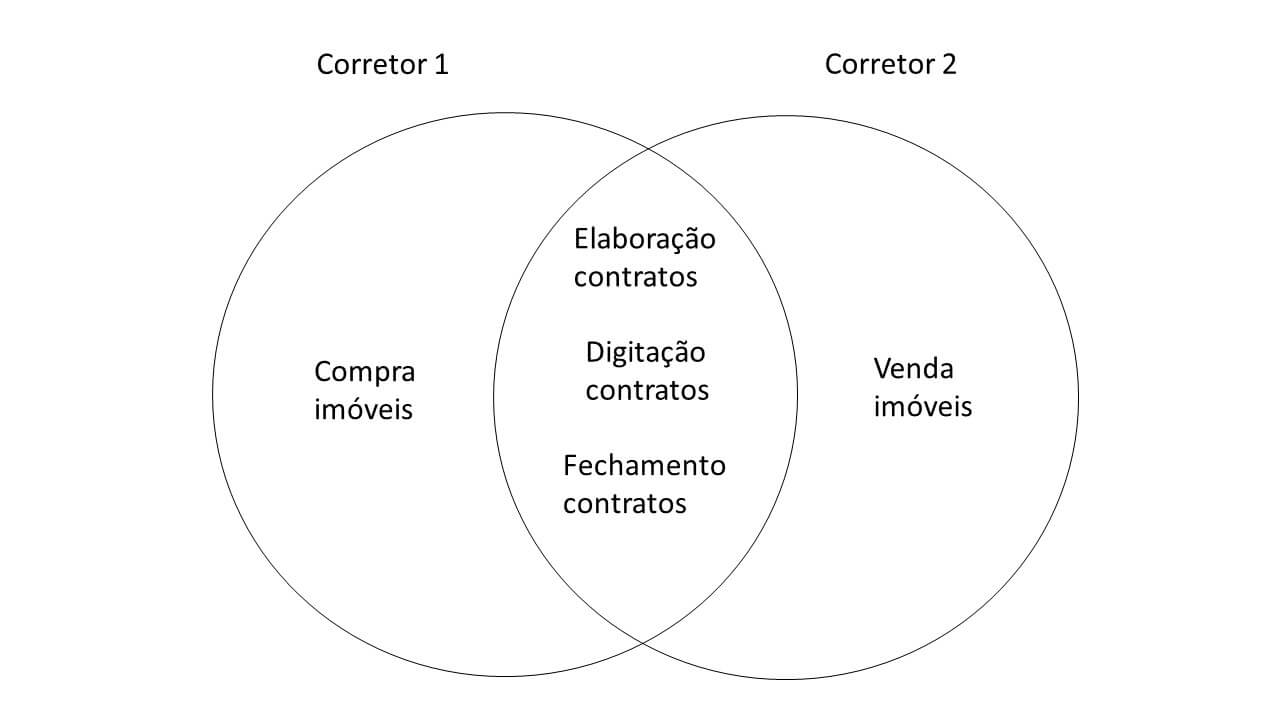 Corretor 1
Corretor 2
Compra
imóveis
Elaboração
contratos
Digitação
contratos
Fechamento
contratos
Venda
imóveis